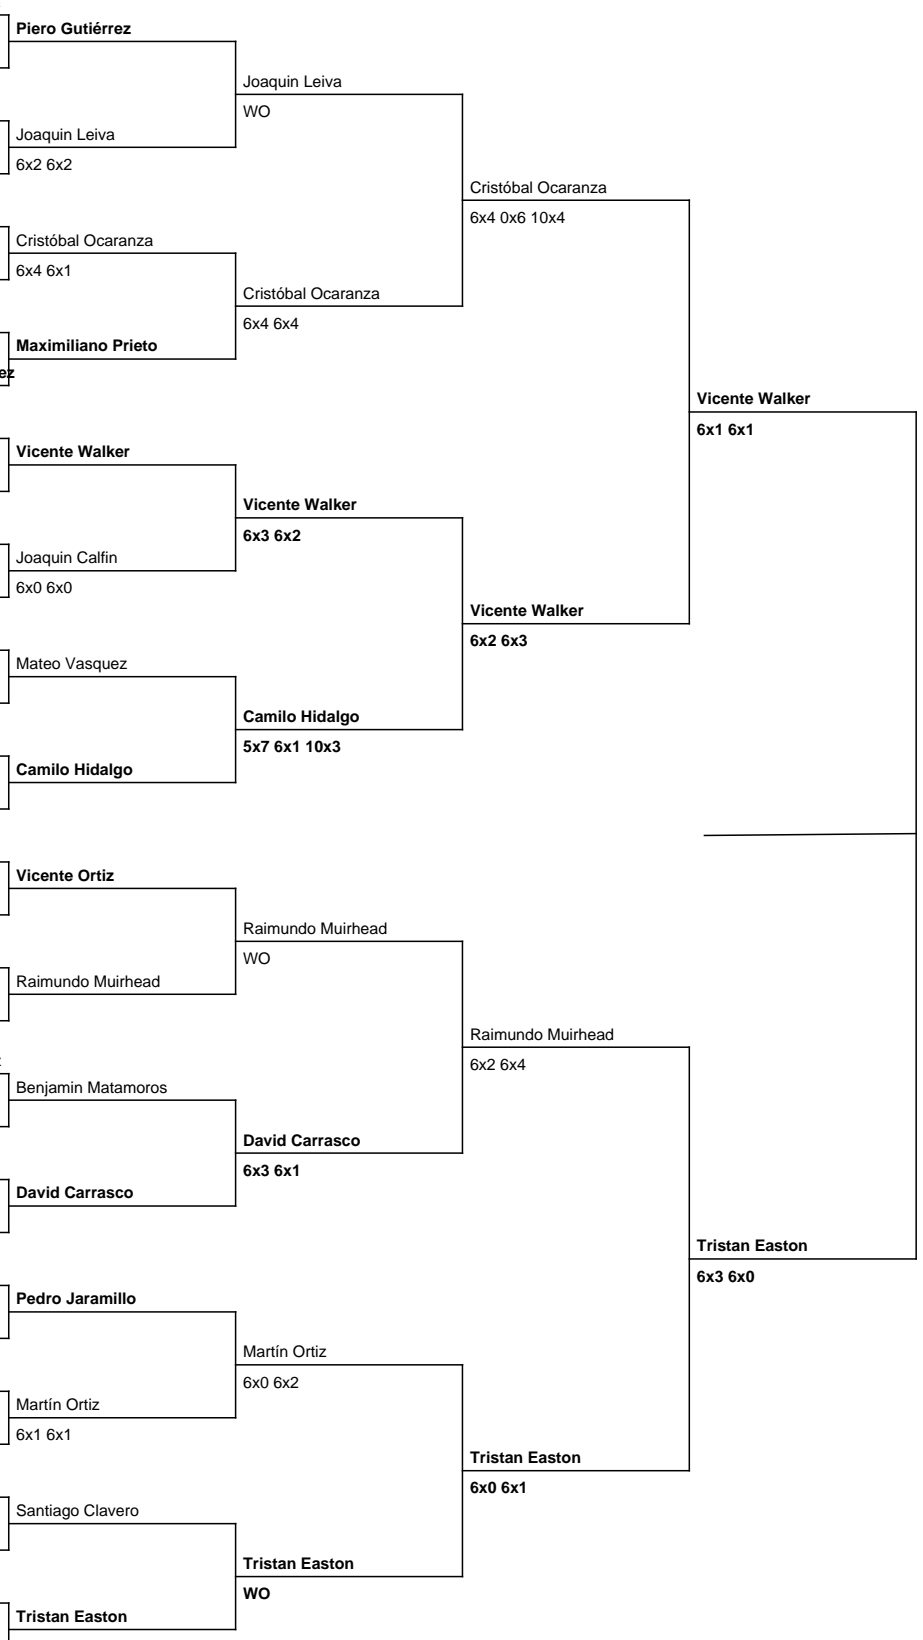 Piero Gutiérrez
Joaquin Leiva
WO
Joaquin Leiva
6x2 6x2
Cristóbal Ocaranza
6x4 0x6 10x4
Cristóbal Ocaranza
6x4 6x1
Cristóbal Ocaranza
6x4 6x4
Maximiliano Prieto
ez
Vicente Walker
6x1 6x1
Vicente Walker
Vicente Walker
6x3 6x2
Joaquin Calfin
6x0 6x0
Vicente Walker
6x2 6x3
Mateo Vasquez
Camilo Hidalgo
5x7 6x1 10x3
Camilo Hidalgo
Vicente Ortiz
Raimundo Muirhead
WO
Raimundo Muirhead
Raimundo Muirhead
6x2 6x4
Benjamin Matamoros
David Carrasco
6x3 6x1
David Carrasco
Tristan Easton
6x3 6x0
Pedro Jaramillo
Martín Ortiz
6x0 6x2
Martín Ortiz
6x1 6x1
Tristan Easton
6x0 6x1
Santiago Clavero
Tristan Easton
WO
Tristan Easton